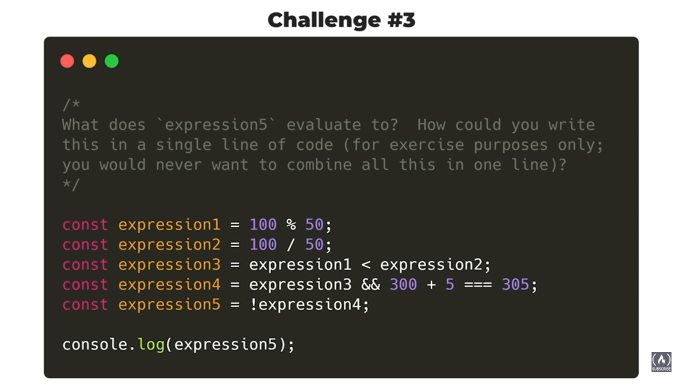 Challenge #3
/*
What does `expression5` evaluate to?  How could you write
this in a single line of code (for exercise purposes only;
you would never want to combine all this in one line)?
*/
const expression1 = 100 % 50;
const expression2 = 100 / 50;
const expression3 = expression1 < expression2;
const expression4 = expression3 && 300 + 5 === 305;
const expression5 = !expression4;
console.log(expression5);
SUBSCRIBE